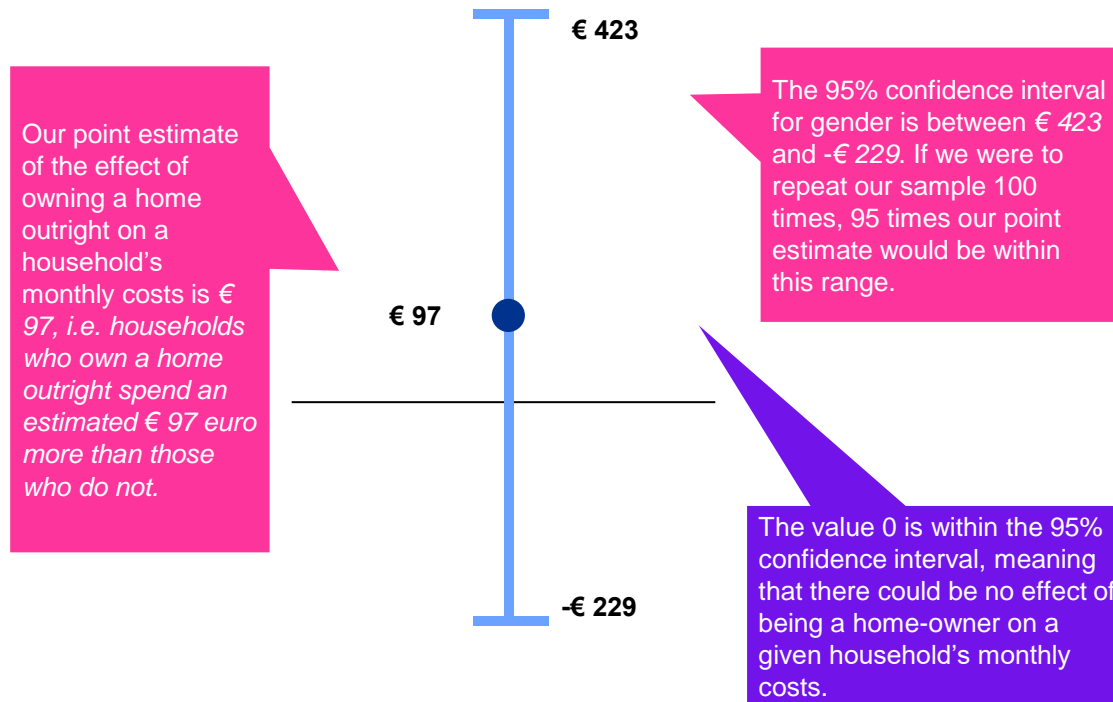 € 423
Our point estimate
of the effect of
owning a home
outright on a
household's
monthly costs is €
97, i.e. households
who own a home
outright spend an
estimated € 97 euro
more than those
who do not.
The 95% confidence interval
for gender is between € 423
and -€ 229. If we were to
repeat our sample 100
times, 95 times our point
estimate would be within
this range.
€ 97
-€ 229
The value 0 is within the 95%
confidence interval, meaning
that there could be no effect of
being a home-owner on a
given household's monthly
costs.